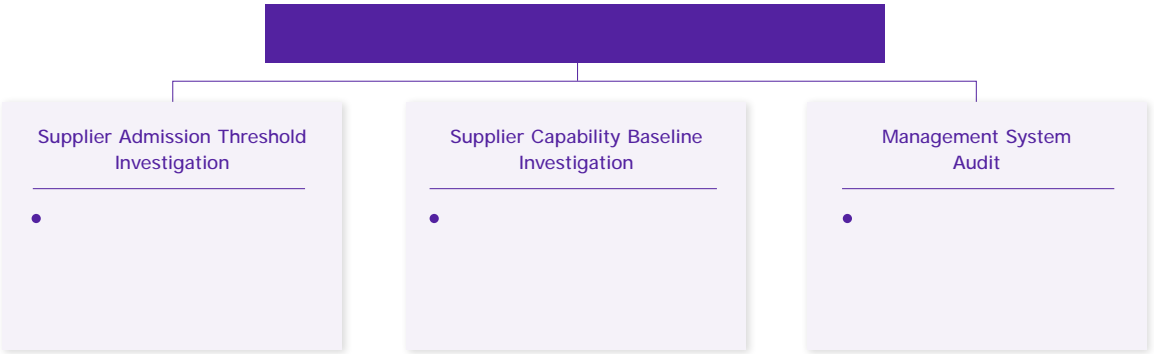 Supplier Admission Threshold
Investigation
Supplier Capability Baseline
Investigation
Management System
Audit